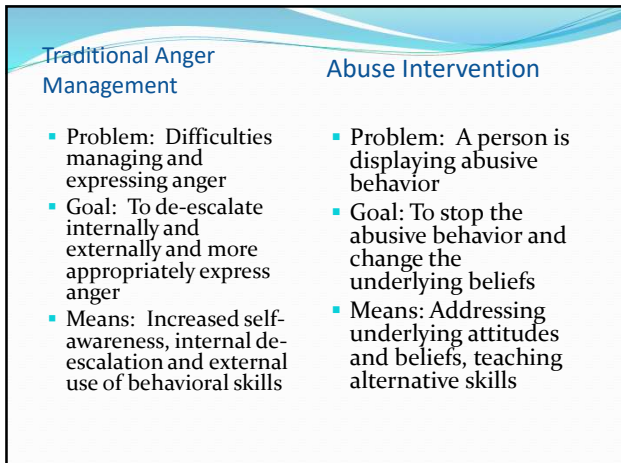 Traditional Anger
Management
▪ Problem: Difficulties
managing and
expressing anger
▪ Goal: To de-escalate
internally and
externally and more
appropriately express
anger
▪ Means: Increased self-
awareness, internal de-
escalation and external
use of behavioral skills
Abuse Intervention
▪ Problem: A person is
displaying abusive
behavior
▪ Goal: To stop the
abusive behavior and
change the
underlying beliefs
▪ Means: Addressing
underlying attitudes
and beliefs, teaching
alternative skills